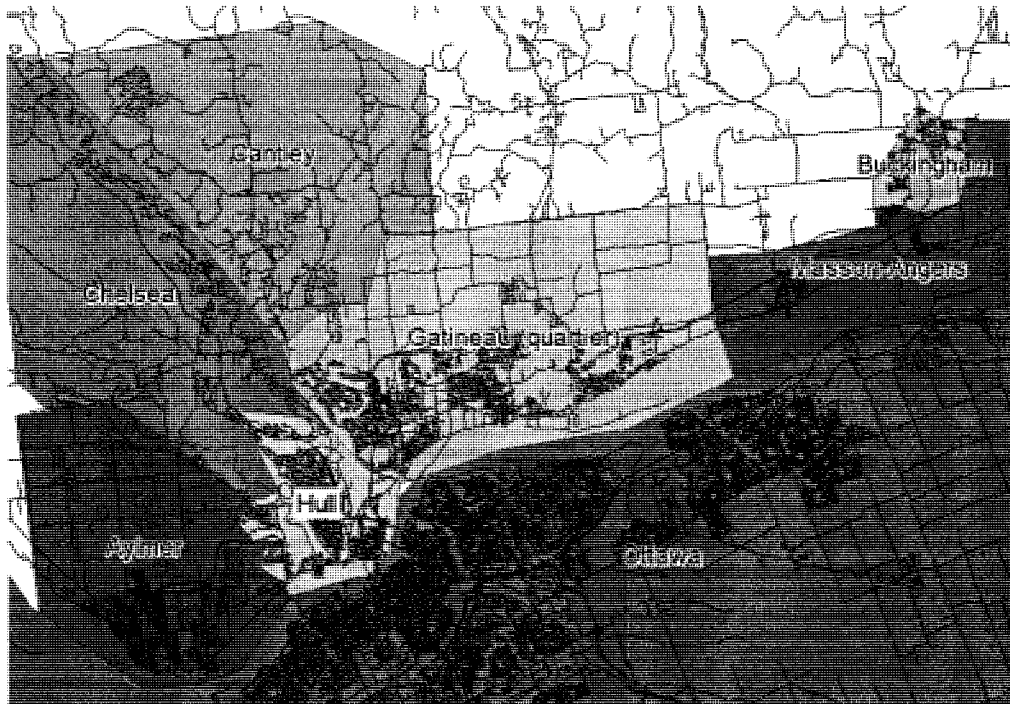 Cantley
Buckingham
Masson-Angers
Chelsea
Gatineau (quartier)
Hull
Aylmer
Ottawa